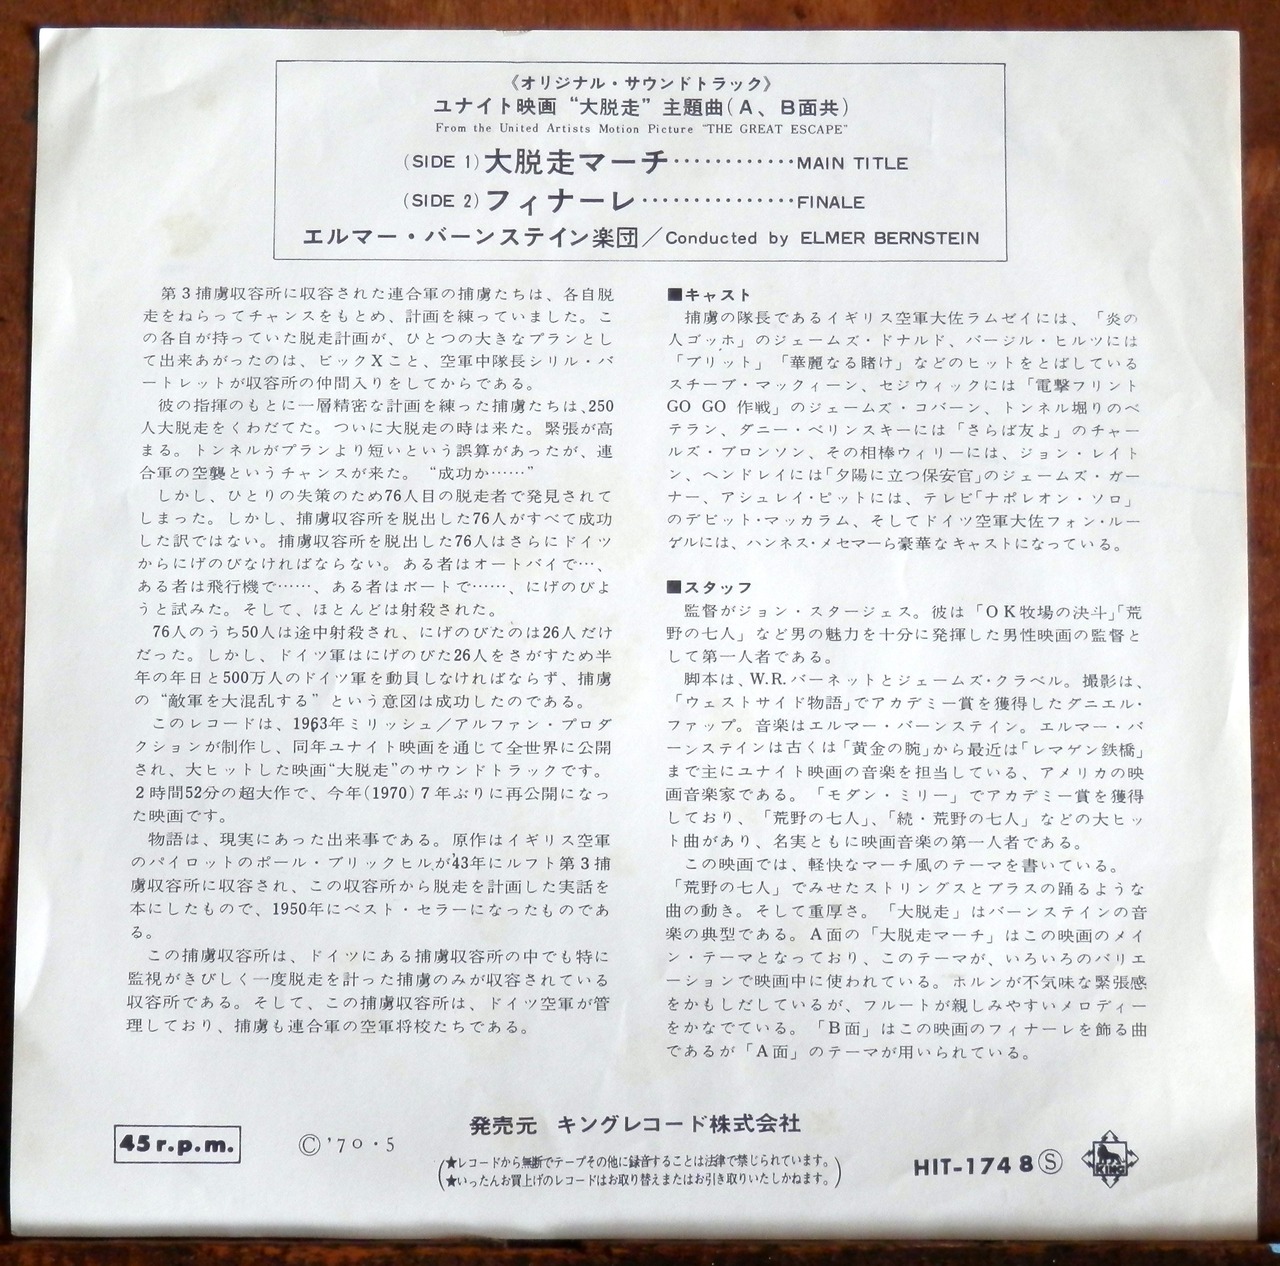 《オリジナル・サウンドトラック》
ユナイト映画 “大脱走” 主題曲(A、B面共)
From the United Artists Motion Picture "THE GREAT ESCAPE"
(SIDE 1) 大脱走マーチ············MAIN TITLE
(SIDE 2) フィナーレ···············FINALE
エルマー・バーンステイン楽団／Conducted by ELMER BERNSTEIN
第3捕虜収容所に収容された連合軍の捕虜たちは、各自脱
走をねらってチャンスをもとめ、計画を練っていました。こ
の各自が持っていた脱走計画が、ひとつの大きなプランとし
て出来あがったのは、ビックXこと、空軍中隊長シリル・バ
ートレットが収容所の仲間入りをしてからである。
彼の指揮のもとに一層精密な計画を練った捕虜たちは、250
人大脱走をくわだてた。ついに大脱走の時は来た。緊張が高
まる。トンネルがプランより短いという誤算があったが、連
合軍の空襲というチャンスが来た。 “成功か……”
しかし、ひとりの失策のため76人目の脱走者で発見されて
しまった。しかし、捕虜収容所を脱出した76人がすべて成功
した訳ではない。捕虜収容所を脱出した76人はさらにドイツ
からにげのびなければならない。ある者はオートバイで…、
ある者は飛行機で……、ある者はボートで……、にげのびよ
うと試みた。そして、ほとんどは射殺された。
76人のうち50人は途中射殺され、にげのびたのは26人だけ
だった。しかし、ドイツ軍はにげのびた26人をさがすため半
年の年日と500万人のドイツ軍を動員しなければならず、捕虜
の “敵軍を大混乱する” という意図は成功したのである。
このレコードは、1963年ミリッシュ／アルファン・プロダ
クションが制作し、同年ユナイト映画を通じて全世界に公開
され、大ヒットした映画“大脱走”のサウンドトラックです。
2時間52分の超大作で、今年(1970) 7年ぶりに再公開になっ
た映画です。
物語は、現実にあった出来事である。原作はイギリス空軍
のパイロットのポール・ブリックヒルが'43年にルフト第3捕
虜収容所に収容され、この収容所から脱走を計画した実話を
本にしたもので、1950年にベスト・セラーになったものであ
る。
この捕虜収容所は、ドイツにある捕虜収容所の中でも特に
監視がきびしく一度脱走を計った捕虜のみが収容されている
収容所である。そして、この捕虜収容所は、ドイツ空軍が管
理しており、捕虜も連合軍の空軍将校たちである。
■キャスト
捕虜の隊長であるイギリス空軍大佐ラムゼイには、「炎の
人ゴッホ」のジェームズ・ドナルド、バージル・ヒルツには
「ブリット」「華麗なる賭け」などのヒットをとばしている
スチーブ・マックィーン、セジウィックには「電撃フリント
GO GO 作戦」のジェームズ・コバーン、トンネル堀りのベ
テラン、ダニー・ベリンスキーには「さらば友よ」のチャー
ルズ・ブロンソン、その相棒ウィリーには、ジョン・レイト
ン、ヘンドレイには「夕陽に立つ保安官」のジェームズ・ガー
ナー、アシュレイ・ピットには、テレビ「ナポレオン・ソロ」
のデビット・マッカラム、そしてドイツ空軍大佐フォン・ルー
ゲルには、ハンネス・メセマーら豪華なキャストになっている。
■スタッフ
監督がジョン・スタージェス。彼は「OK牧場の決斗」「荒
野の七人」など男の魅力を十分に発揮した男性映画の監督と
して第一人者である。
脚本は、W.R.バーネットとジェームズ・クラベル。撮影は、
「ウェストサイド物語」でアカデミー賞を獲得したダニエル・
ファップ。音楽はエルマー・バーンステイン。エルマー・バ
ーンステインは古くは「黄金の腕」から最近は「レマゲン鉄橋」
まで主にユナイト映画の音楽を担当している、アメリカの映
画音楽家である。「モダン・ミリー」でアカデミー賞を獲得
しており、「荒野の七人」、「続・荒野の七人」などの大ヒッ
ト曲があり、名実ともに映画音楽の第一人者である。
この映画では、軽快なマーチ風のテーマを書いている。
「荒野の七人」でみせたストリングスとブラスの踊るような
曲の動き。そして重厚さ。「大脱走」はバーンステインの音
楽の典型である。A面の「大脱走マーチ」はこの映画のメイ
ン・テーマとなっており、このテーマが、いろいろのバリエ
ーションで映画中に使われている。ホルンが不気味な緊張感
をかもしだしているが、フルートが親しみやすいメロディー
をかなでている。「B面」はこの映画のフィナーレを飾る曲
であるが「A面」のテーマが用いられている。
発売元 キングレコード株式会社
45 r.p.m.
Ⓒ'70・5
★レコードから無断でテープその他に録音することは法律で禁じられています。
★いったんお買上げのレコードはお取り替えまたはお引き取りいたしかねます。
HIT-1748Ⓢ
KING